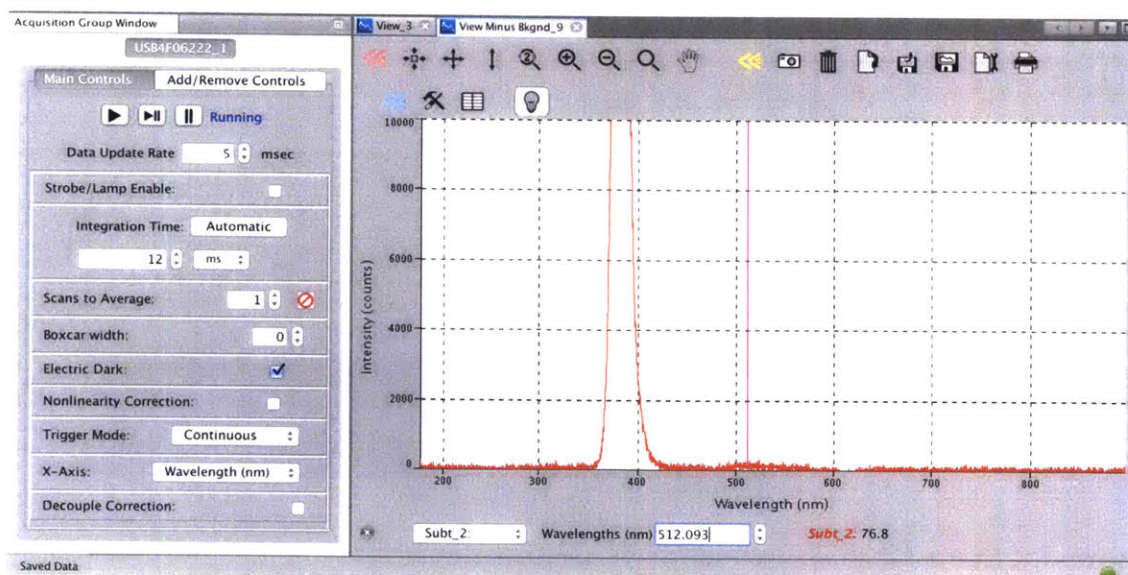 Acquisition Group Window
USB4F06222_1
Main Controls Add/Remove Controls
Running
Data Update Rate 5 msec
Strobe/Lamp Enable:
Integration Time: Automatic
12 ms
Scans to Average: 1
Boxcar width: 0
Electric Dark:
Nonlinearity Correction:
Trigger Mode: Continuous
X-Axis: Wavelength (nm)
Decouple Correction:
Saved Data
View_3 View Minus Bkgnd_9
2
10000
8000
6000
4000
2000
0
Intensity (counts)
200 300 400 500 600 700 800
Wavelength (nm)
Subt_2: Wavelengths (nm) 512.093 Subt_2: 76.8